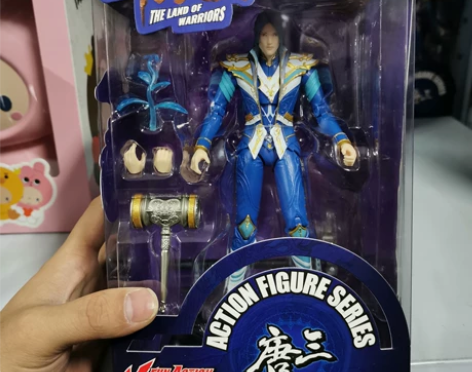 THE LAND OF
WARRIORS
ACTION FIGURE SERIES
唐三